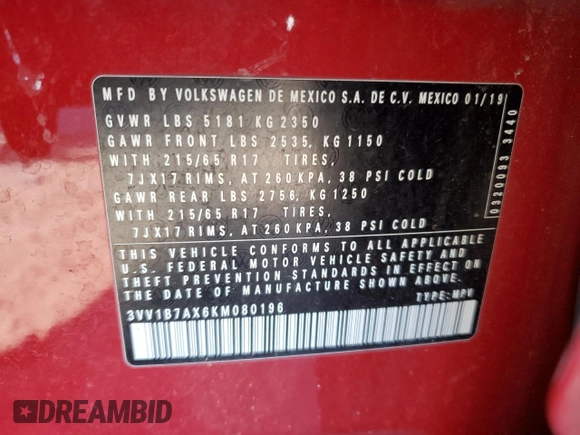 MFD BY VOLKSWAGEN DE MEXICO S.A. DE C.V. MEXICO 01/19
GVWR LBS 5181 KG 2350
GAWR FRONT LBS 2535, KG 1150
WITH 215/65 R17 TIRES,
7JX17 RIMS, AT 260 KPA, 38 PSI COLD
GAWR REAR LBS 2756, KG 1250
WITH 215/65 R17 TIRES,
7JX17 RIMS, AT 260 KPA, 38 PSI COLD
THIS VEHICLE CONFORMS TO ALL APPLICABLE
U.S. FEDERAL MOTOR VEHICLE SAFETY AND
THEFT PREVENTION STANDARDS IN EFFECT ON
THE DATE OF MANUFACTURE SHOWN ABOVE.
3VV1B7AX6KM080196 TYPE: MPV
0320093 3440
DREAMBID